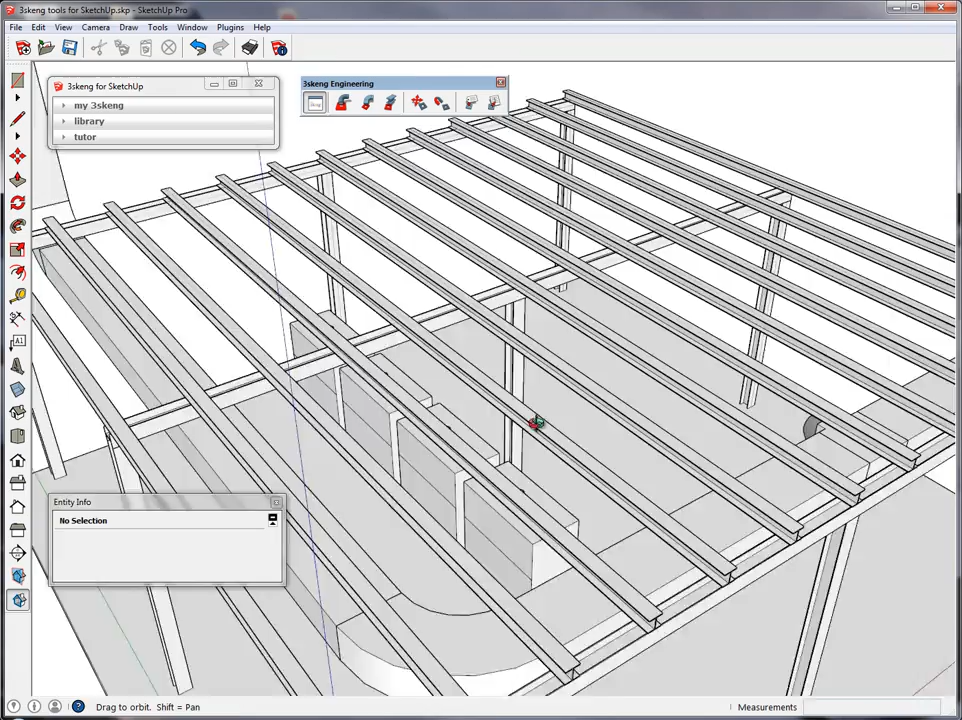 3skeng tools for SketchUp.skp - SketchUp Pro
File Edit View Camera Draw Tools Window Plugins Help
3skeng for SketchUp
my 3skeng
library
tutor
3skeng Engineering
A1
Entity Info
No Selection
Drag to orbit. Shift = Pan
Measurements